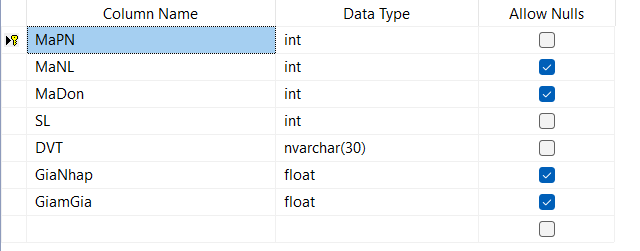 Column Name Data Type Allow Nulls
MaPN int
MaNL int
MaDon int
SL int
DVT nvarchar(30)
GiaNhap float
GiamGia float